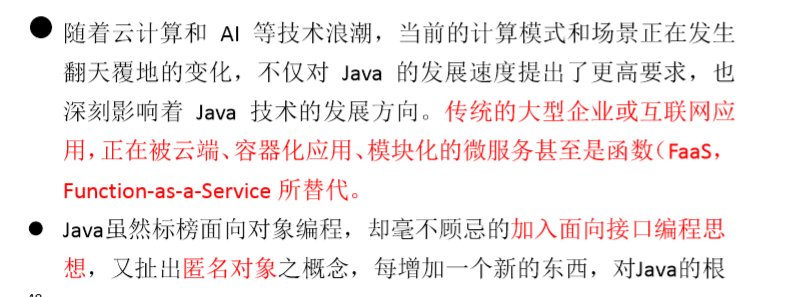 ● 随着云计算和 AI 等技术浪潮，当前的计算模式和场景正在发生
翻天覆地的变化，不仅对 Java 的发展速度提出了更高要求，也
深刻影响着 Java 技术的发展方向。传统的大型企业或互联网应
用，正在被云端、容器化应用、模块化的微服务甚至是函数（FaaS，
Function-as-a-Service 所替代。
● Java虽然标榜面向对象编程，却毫不顾忌的加入面向接口编程思
想，又扯出匿名对象之概念，每增加一个新的东西，对Java的根